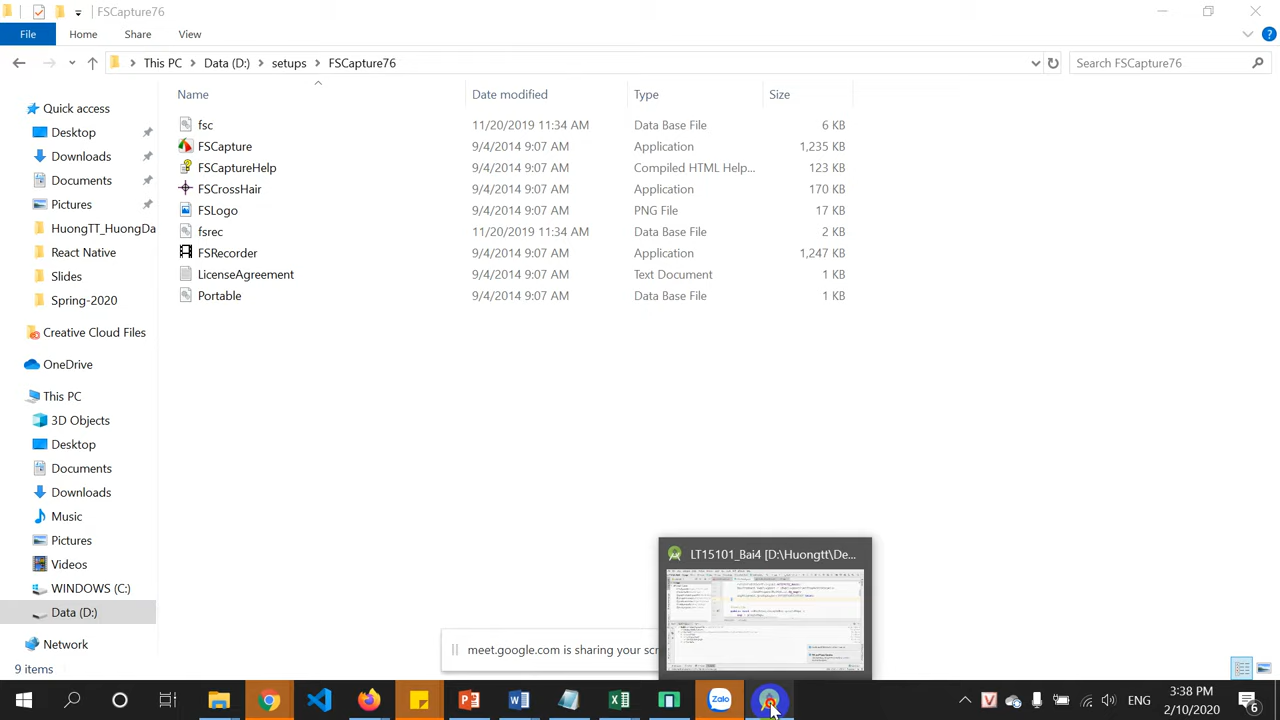 FSCapture76
File Home Share View
This PC Data (D:) setups FSCapture76 Search FSCapture76
Name Date modified Type Size
Quick access
Desktop
Downloads
Documents
Pictures
HuongTT_HuongDa
React Native
Slides
Spring-2020
Creative Cloud Files
OneDrive
This PC
3D Objects
Desktop
Documents
Downloads
Music
Pictures
Videos
Data (D:)
Network
fsc 11/20/2019 11:34 AM Data Base File 6 KB
FSCapture 9/4/2014 9:07 AM Application 1,235 KB
FSCaptureHelp 9/4/2014 9:07 AM Compiled HTML Help... 123 KB
FSCrossHair 9/4/2014 9:07 AM Application 170 KB
FSLogo 9/4/2014 9:07 AM PNG File 17 KB
fsrec 11/20/2019 11:34 AM Data Base File 2 KB
FSRecorder 9/4/2014 9:07 AM Application 1,247 KB
LicenseAgreement 9/4/2014 9:07 AM Text Document 1 KB
Portable 9/4/2014 9:07 AM Data Base File 1 KB
LT15101_Bai4 [D:\Huongtt\De...
meet.google.com is sharing your scr
9 items
Zalo
ENG
3:38 PM
2/10/2020
6